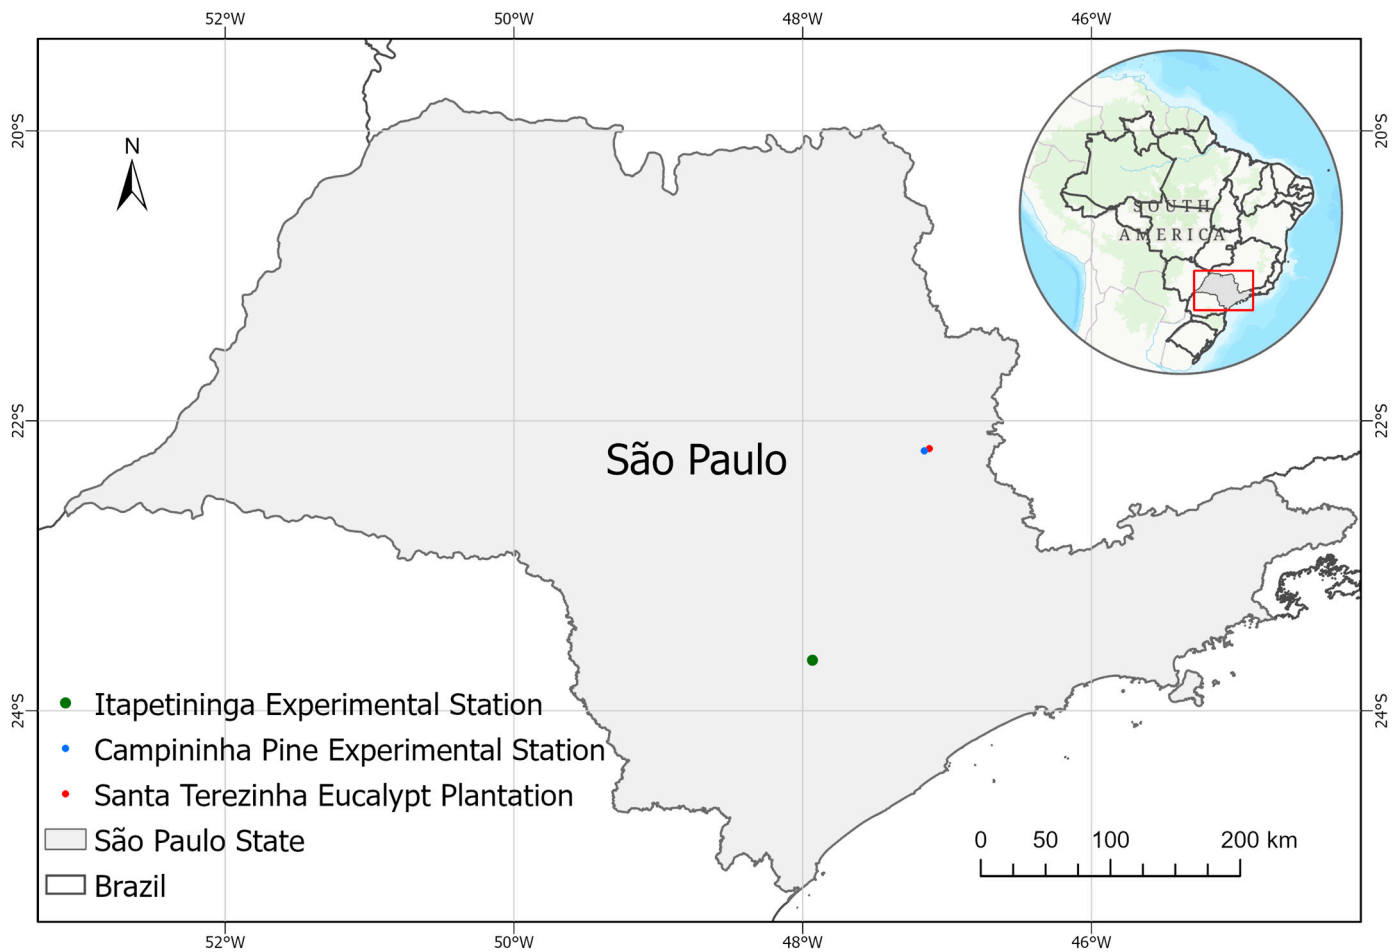 52°W 50°W 48°W 46°W
20°S 20°S
N
SOUTH
AMERICA
22°S 22°S
São Paulo
24°S 24°S
Itapetininga Experimental Station
Campininha Pine Experimental Station
Santa Terezinha Eucalypt Plantation
São Paulo State
Brazil
0 50 100 200 km
52°W 50°W 48°W 46°W